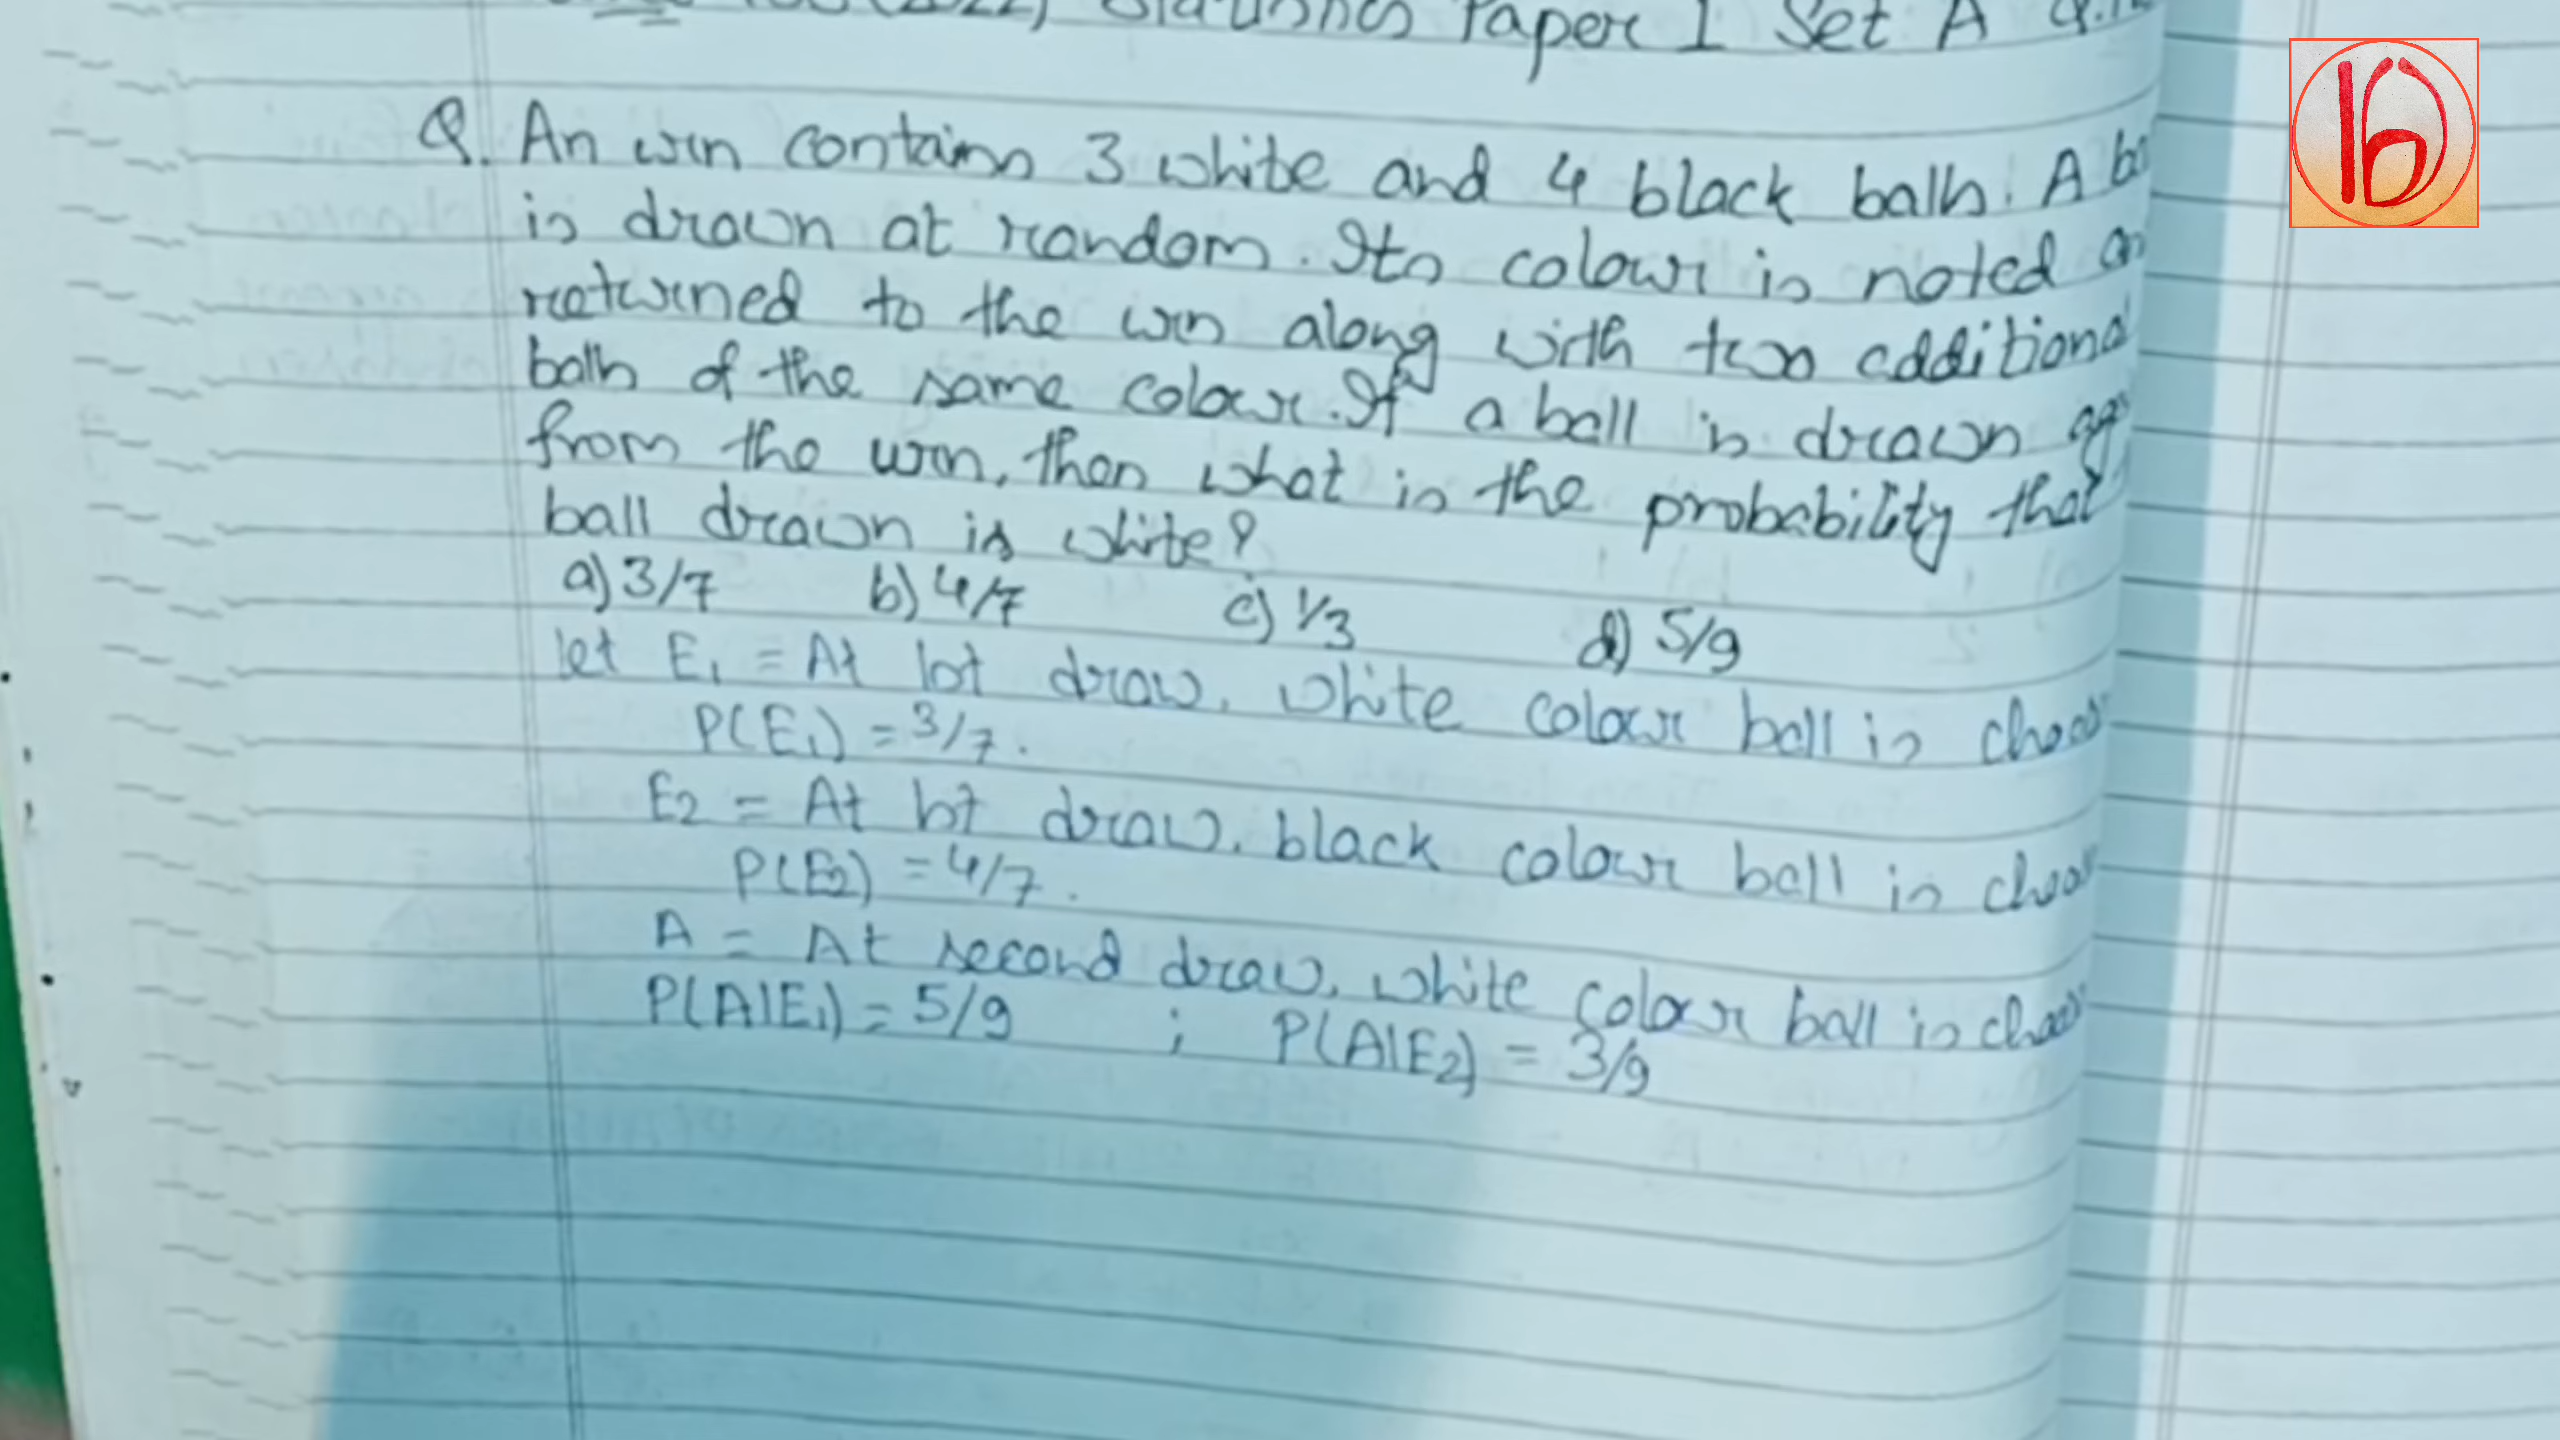 Paper 1 Set A
Q. An urn contains 3 white and 4 black balls. A
is drawn at random. Its colour is noted
returned to the urn along with two additional
balls of the same colour. If a ball is drawn
from the urn, then what is the probability that
ball drawn is white?
a) 3/7 b) 4/7 c) 1/3 d) 5/9
let E1 = At 1st draw, white colour ball is
P(E1) = 3/7.
E2 = At 1st draw, black colour ball is
P(E2) = 4/7.
A = At second draw, white colour ball is
P(A|E1) = 5/9 ; P(A|E2) = 3/9